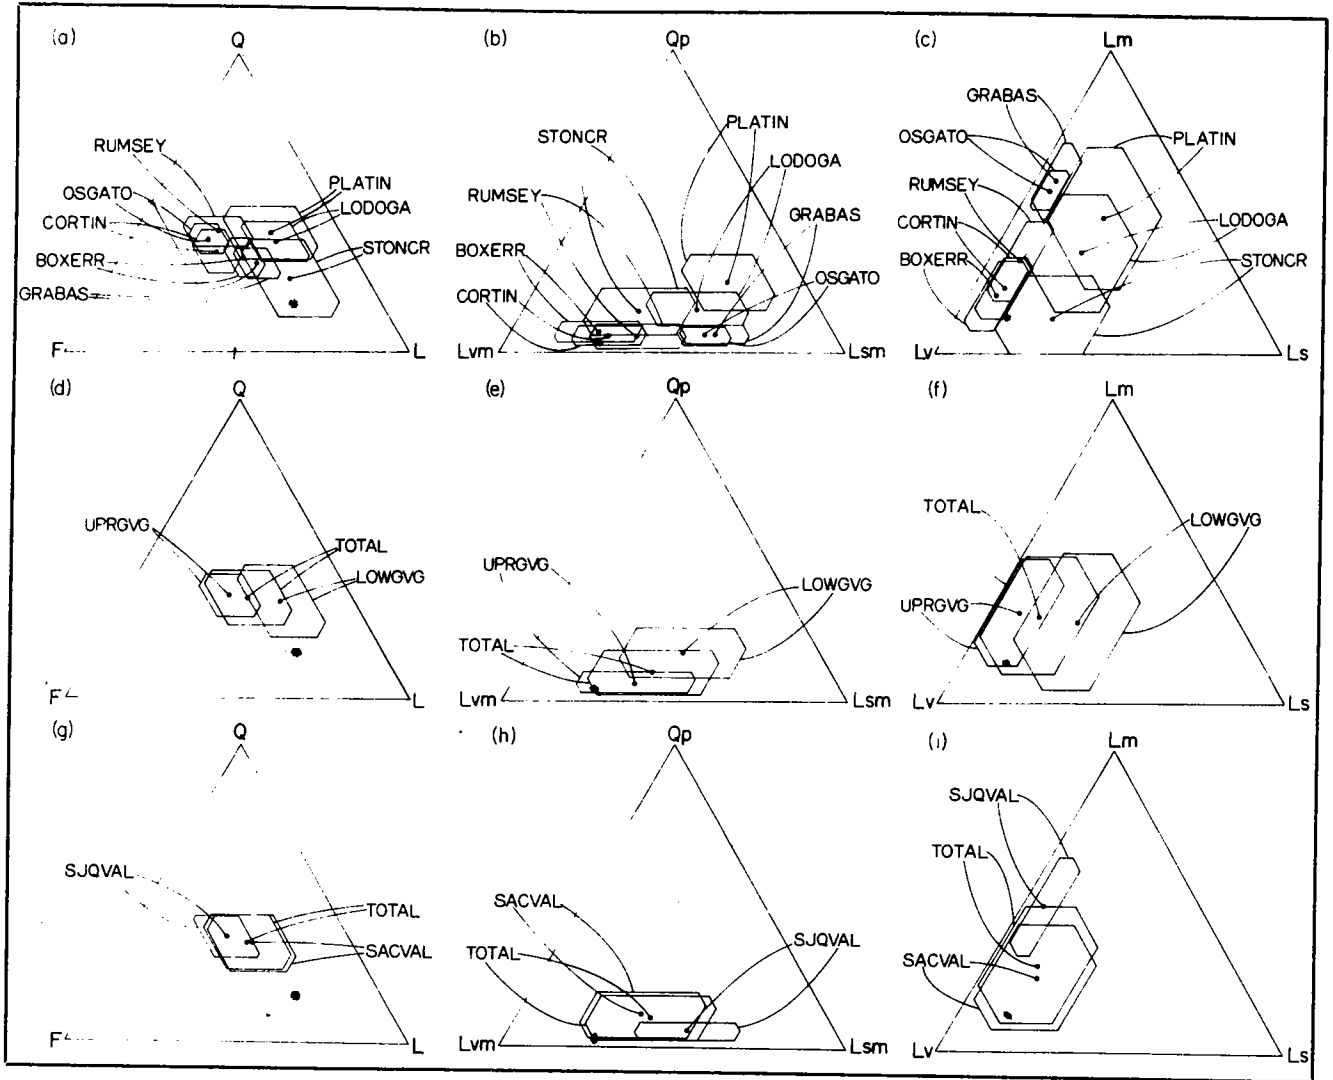 (a)
Q
RUMSEY
OSGATO
CORTIN
BOXERR
GRABAS
PLATIN
LODOGA
STONCR
F
L
(b)
Qp
STONCR
PLATIN
LODOGA
RUMSEY
GRABAS
BOXERR
OSGATO
CORTIN
Lvm
Lsm
(c)
Lm
GRABAS
OSGATO
PLATIN
RUMSEY
CORTIN
LODOGA
BOXERR
STONCR
Lv
Ls
(d)
Q
UPRGVG
TOTAL
LOWGVG
F
L
(e)
Qp
UPRGVG
LOWGVG
TOTAL
Lvm
Lsm
(f)
Lm
TOTAL
LOWGVG
UPRGVG
Lv
Ls
(g)
Q
SJQVAL
TOTAL
SACVAL
F
L
(h)
Qp
SACVAL
SJQVAL
TOTAL
Lvm
Lsm
(i)
Lm
SJQVAL
TOTAL
SACVAL
Lv
Ls